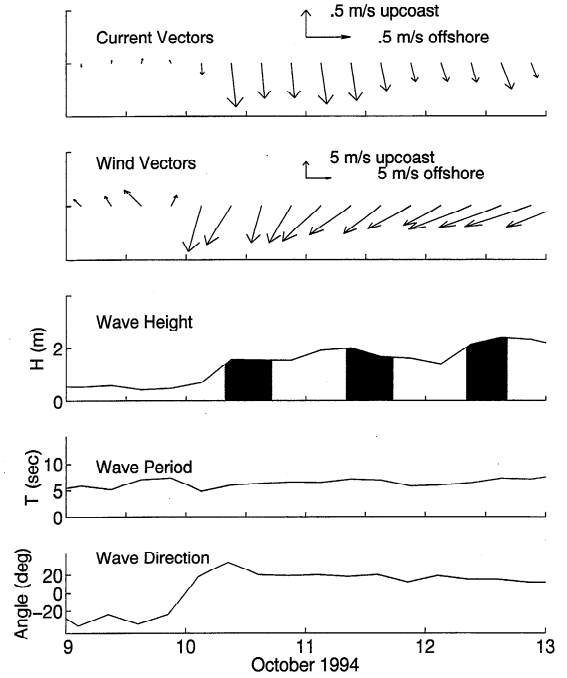 .5 m/s upcoast
Current Vectors
.5 m/s offshore
5 m/s upcoast
Wind Vectors
5 m/s offshore
Wave Height
H (m)
2
0
Wave Period
T (sec)
10
5
0
Wave Direction
Angle (deg)
20
0
-20
9 10 11 12 13
October 1994